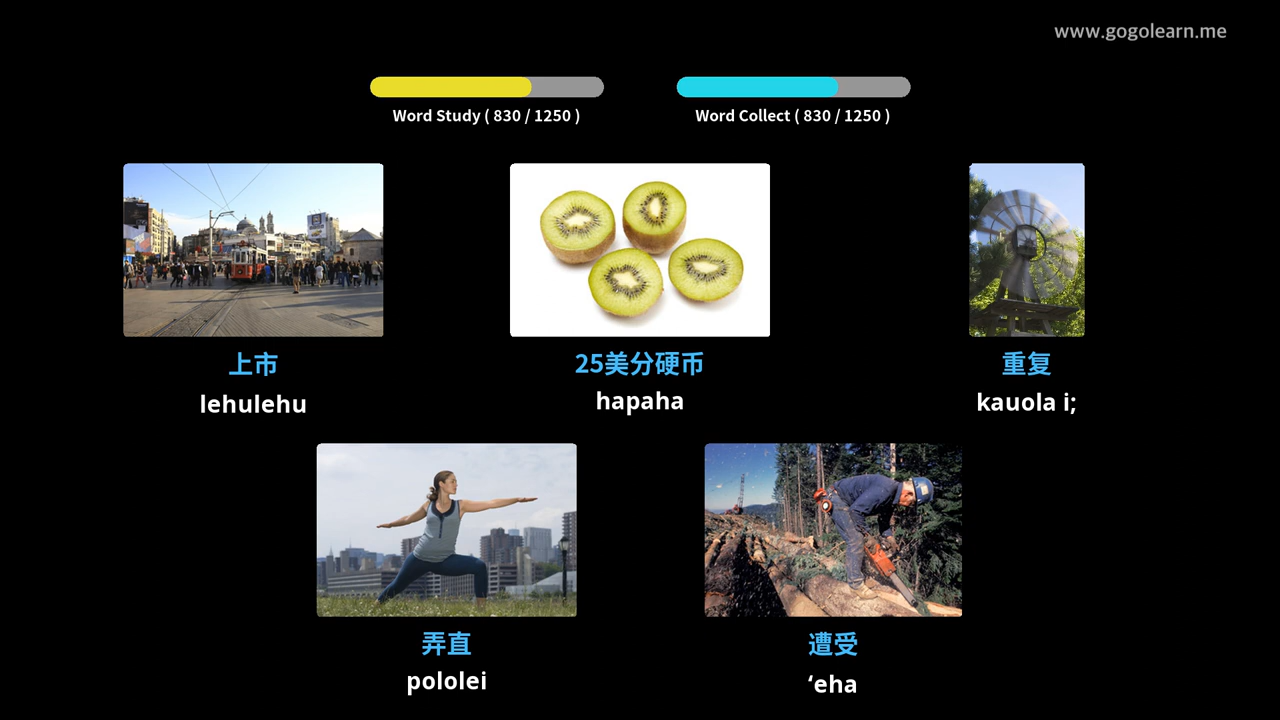 www.gogolearn.me
Word Study ( 830 / 1250 )
Word Collect ( 830 / 1250 )
上市
lehulehu
25美分硬币
hapaha
重复
kauola i;
弄直
pololei
遭受
‘eha